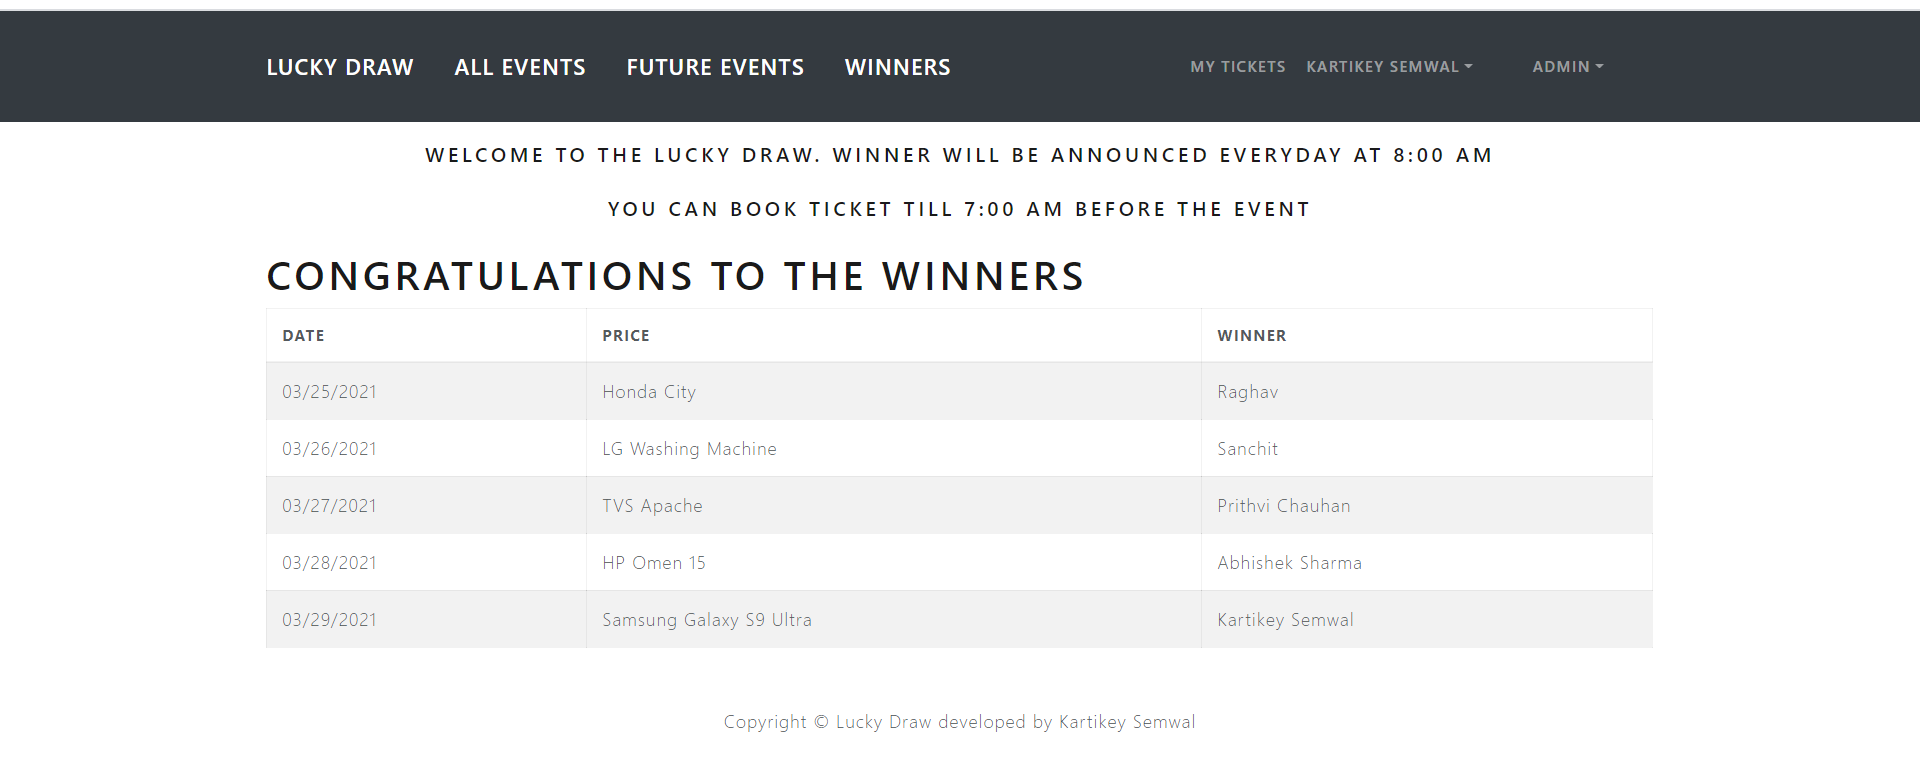 LUCKY DRAW ALL EVENTS FUTURE EVENTS WINNERS MY TICKETS KARTIKEY SEMWAL ADMIN
WELCOME TO THE LUCKY DRAW. WINNER WILL BE ANNOUNCED EVERYDAY AT 8:00 AM
YOU CAN BOOK TICKET TILL 7:00 AM BEFORE THE EVENT
CONGRATULATIONS TO THE WINNERS
DATE PRICE WINNER
03/25/2021 Honda City Raghav
03/26/2021 LG Washing Machine Sanchit
03/27/2021 TVS Apache Prithvi Chauhan
03/28/2021 HP Omen 15 Abhishek Sharma
03/29/2021 Samsung Galaxy S9 Ultra Kartikey Semwal
Copyright © Lucky Draw developed by Kartikey Semwal